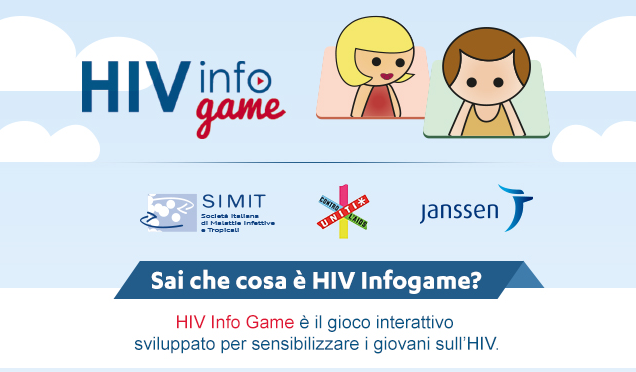 HIV info
game
SIMIT
Società Italiana
di Malattie Infettive
e Tropicali
CONTRO
UNITI*
L'AIDS
janssen
Sai che cosa è HIV Infogame?
HIV Info Game è il gioco interattivo
sviluppato per sensibilizzare i giovani sull'HIV.